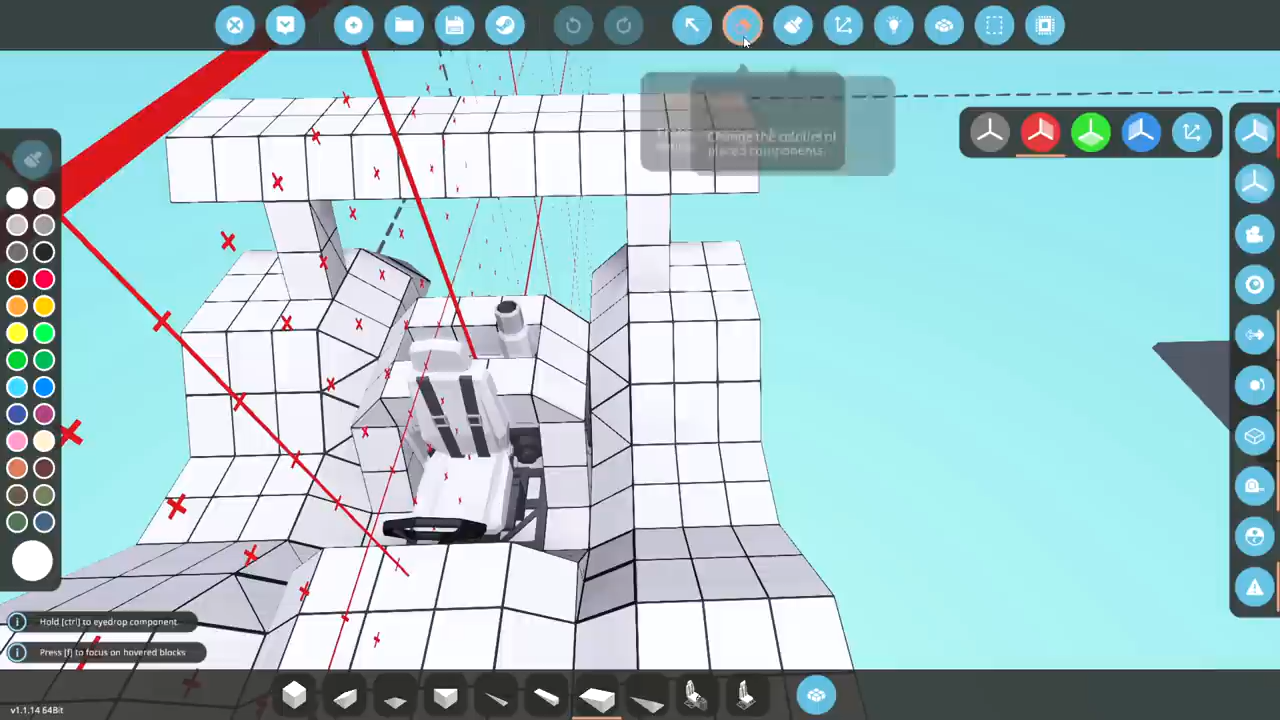 Change the color(s) of
placed components.
Hold [ctrl] to eyedrop component.
Press [f] to focus on hovered blocks
v1.1.14 64Bit